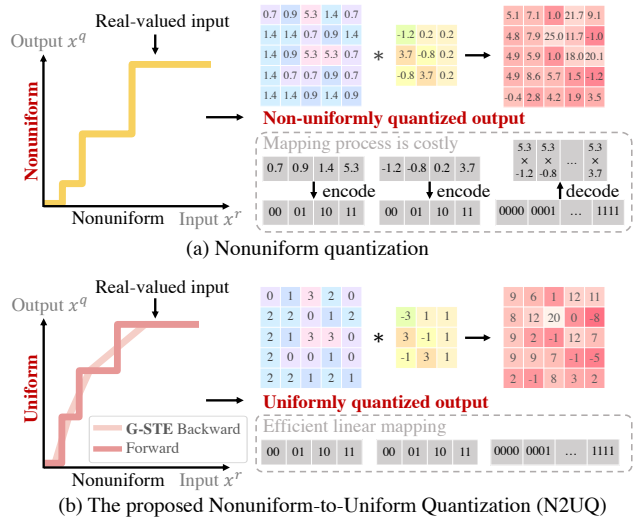 Real-valued input
Output x^q
Nonuniform
Nonuniform
Input x^r
0.7 0.9 5.3 1.4 0.7
1.4 1.4 0.7 0.9 1.4
1.4 0.9 5.3 5.3 0.7
1.4 0.7 0.7 0.9 1.4
1.4 1.4 0.9 1.4 0.9
*
-1.2 0.2 0.2
3.7 -0.8 0.2
-0.8 3.7 0.2
5.1 7.1 1.0 21.7 9.1
4.8 7.9 25.0 11.7 -1.0
4.9 5.9 1.0 18.0 20.1
4.9 8.6 5.7 1.5 -1.2
-0.4 2.8 4.2 1.9 3.5
Non-uniformly quantized output
Mapping process is costly
0.7 0.9 1.4 5.3
encode
00 01 10 11
-1.2 -0.8 0.2 3.7
encode
00 01 10 11
5.3 5.3 ... 5.3
× × ×
-1.2 -0.8 3.7
decode
0000 0001 ... 1111
(a) Nonuniform quantization
Real-valued input
Output x^q
Uniform
G-STE Backward
Forward
Nonuniform
Input x^r
0 1 3 2 0
2 2 0 1 2
2 1 3 3 0
2 0 0 1 0
2 2 1 2 1
*
-3 1 1
3 -1 1
-1 3 1
9 6 1 12 11
8 12 20 0 -8
9 2 -1 12 7
9 9 7 -1 -5
2 -1 8 3 2
Uniformly quantized output
Efficient linear mapping
00 01 10 11
00 01 10 11
0000 0001 ... 1111
(b) The proposed Nonuniform-to-Uniform Quantization (N2UQ)